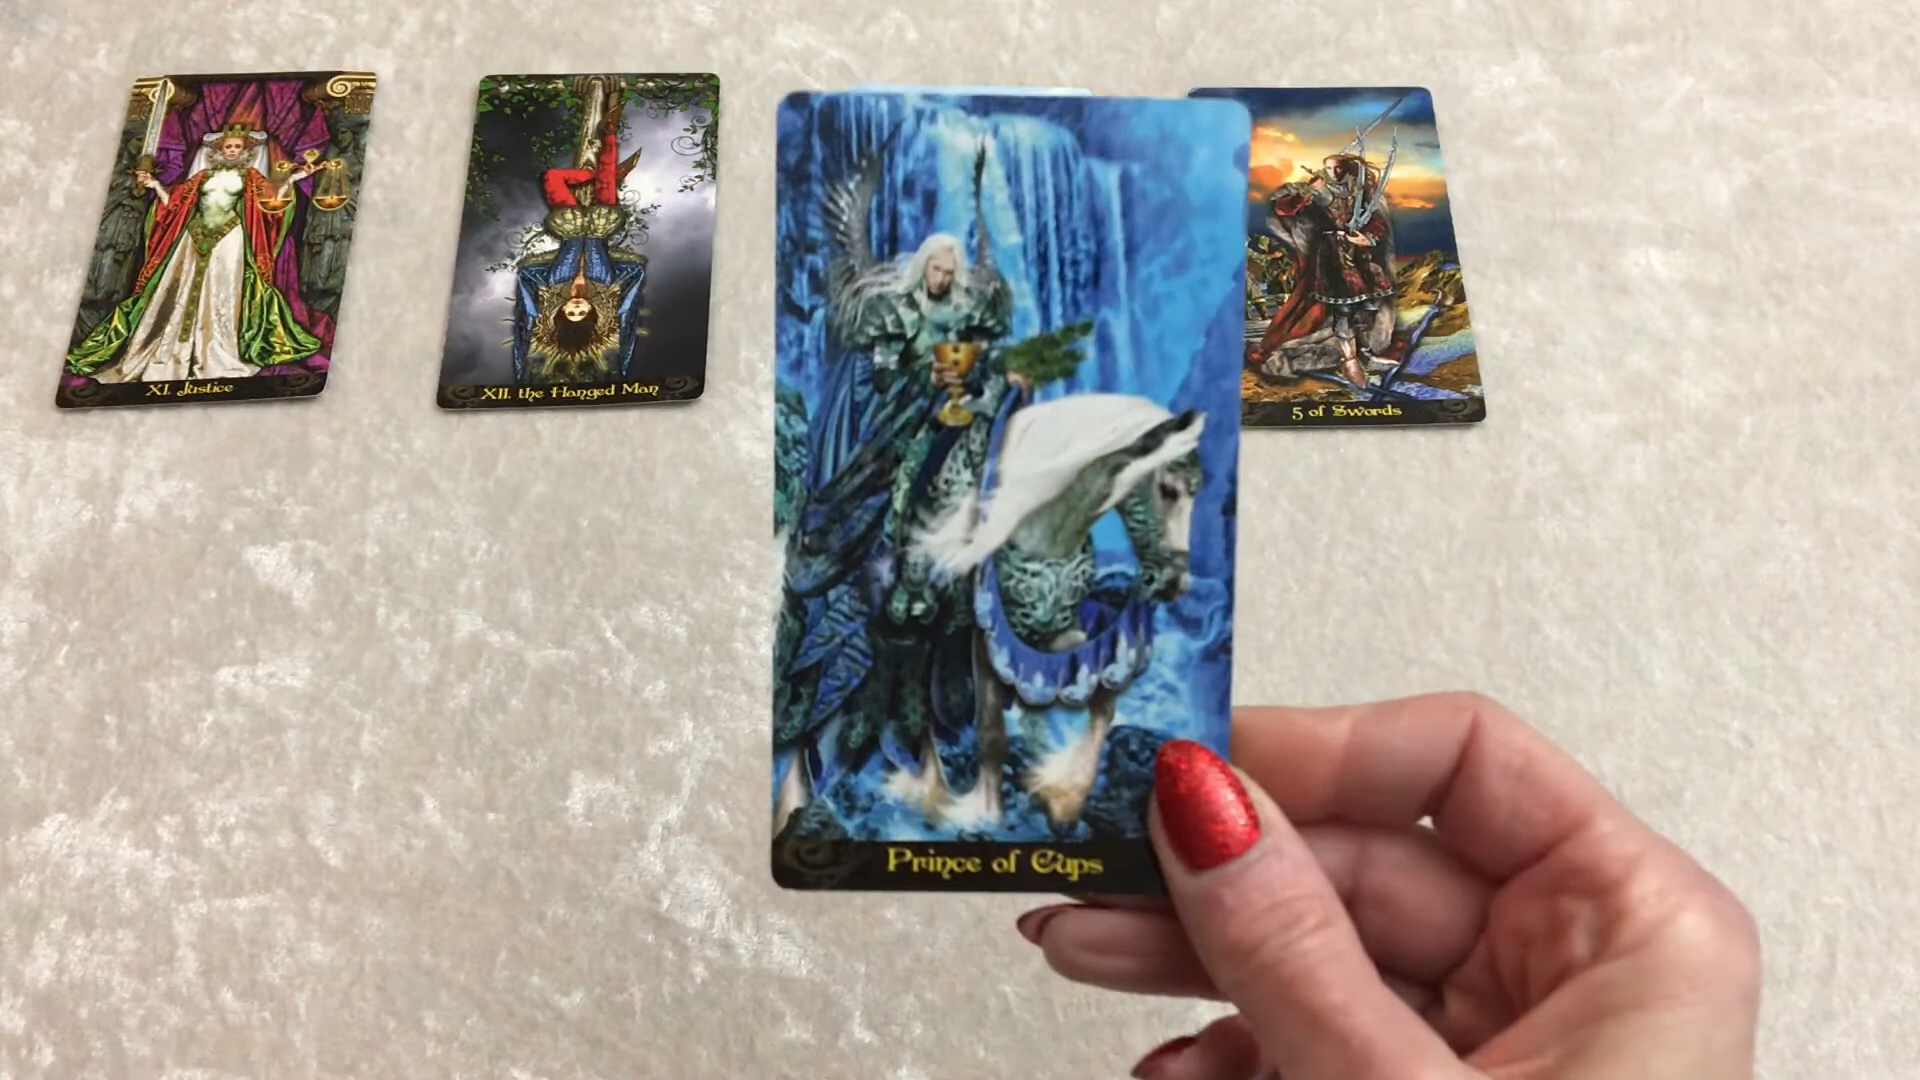 XI. Justice
XII. the Hanged Man
Prince of Cups
5 of Swords